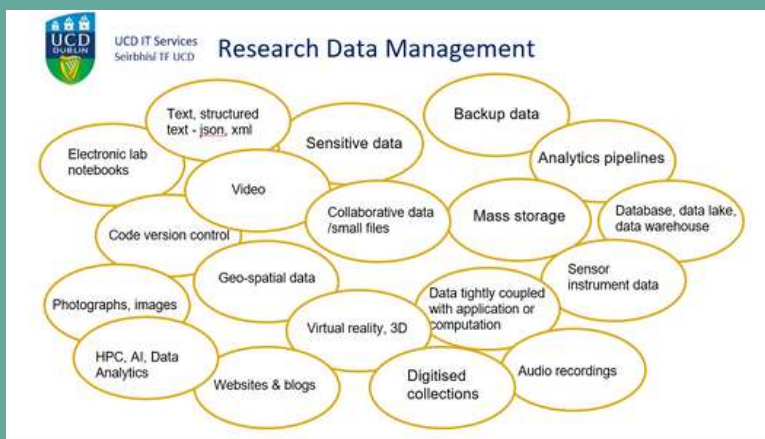 UCD
DUBLIN
UCD IT Services
Seirbhísí TF UCD
Research Data Management
Text, structured
text - json, xml
Electronic lab
notebooks
Sensitive data
Backup data
Analytics pipelines
Video
Collaborative data
/small files
Mass storage
Database, data lake,
data warehouse
Code version control
Geo-spatial data
Sensor
instrument data
Photographs, images
Data tightly coupled
with application or
computation
Virtual reality, 3D
HPC, AI, Data
Analytics
Websites & blogs
Digitised
collections
Audio recordings